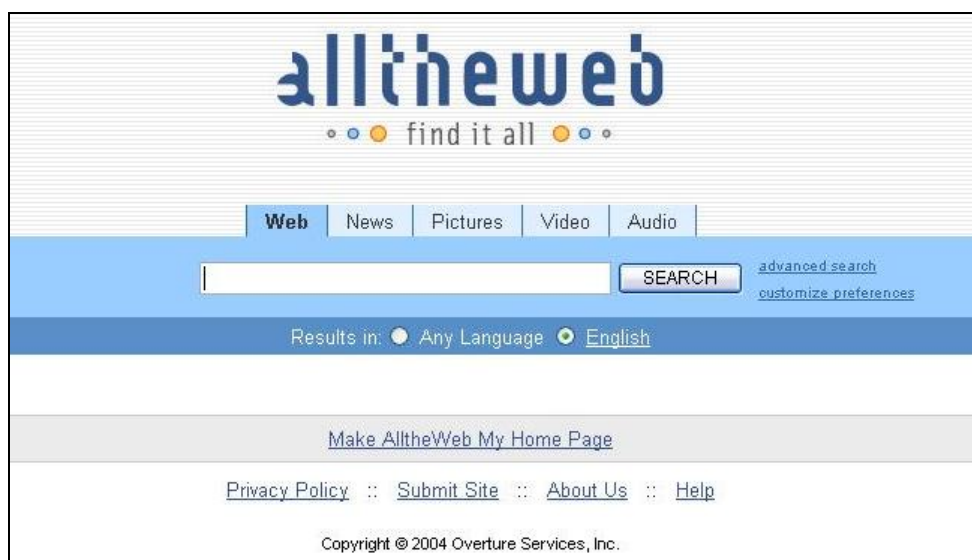 alltheweb
find it all
Web News Pictures Video Audio
SEARCH
advanced search
customize preferences
Results in: Any Language English
Make AlltheWeb My Home Page
Privacy Policy :: Submit Site :: About Us :: Help
Copyright © 2004 Overture Services, Inc.